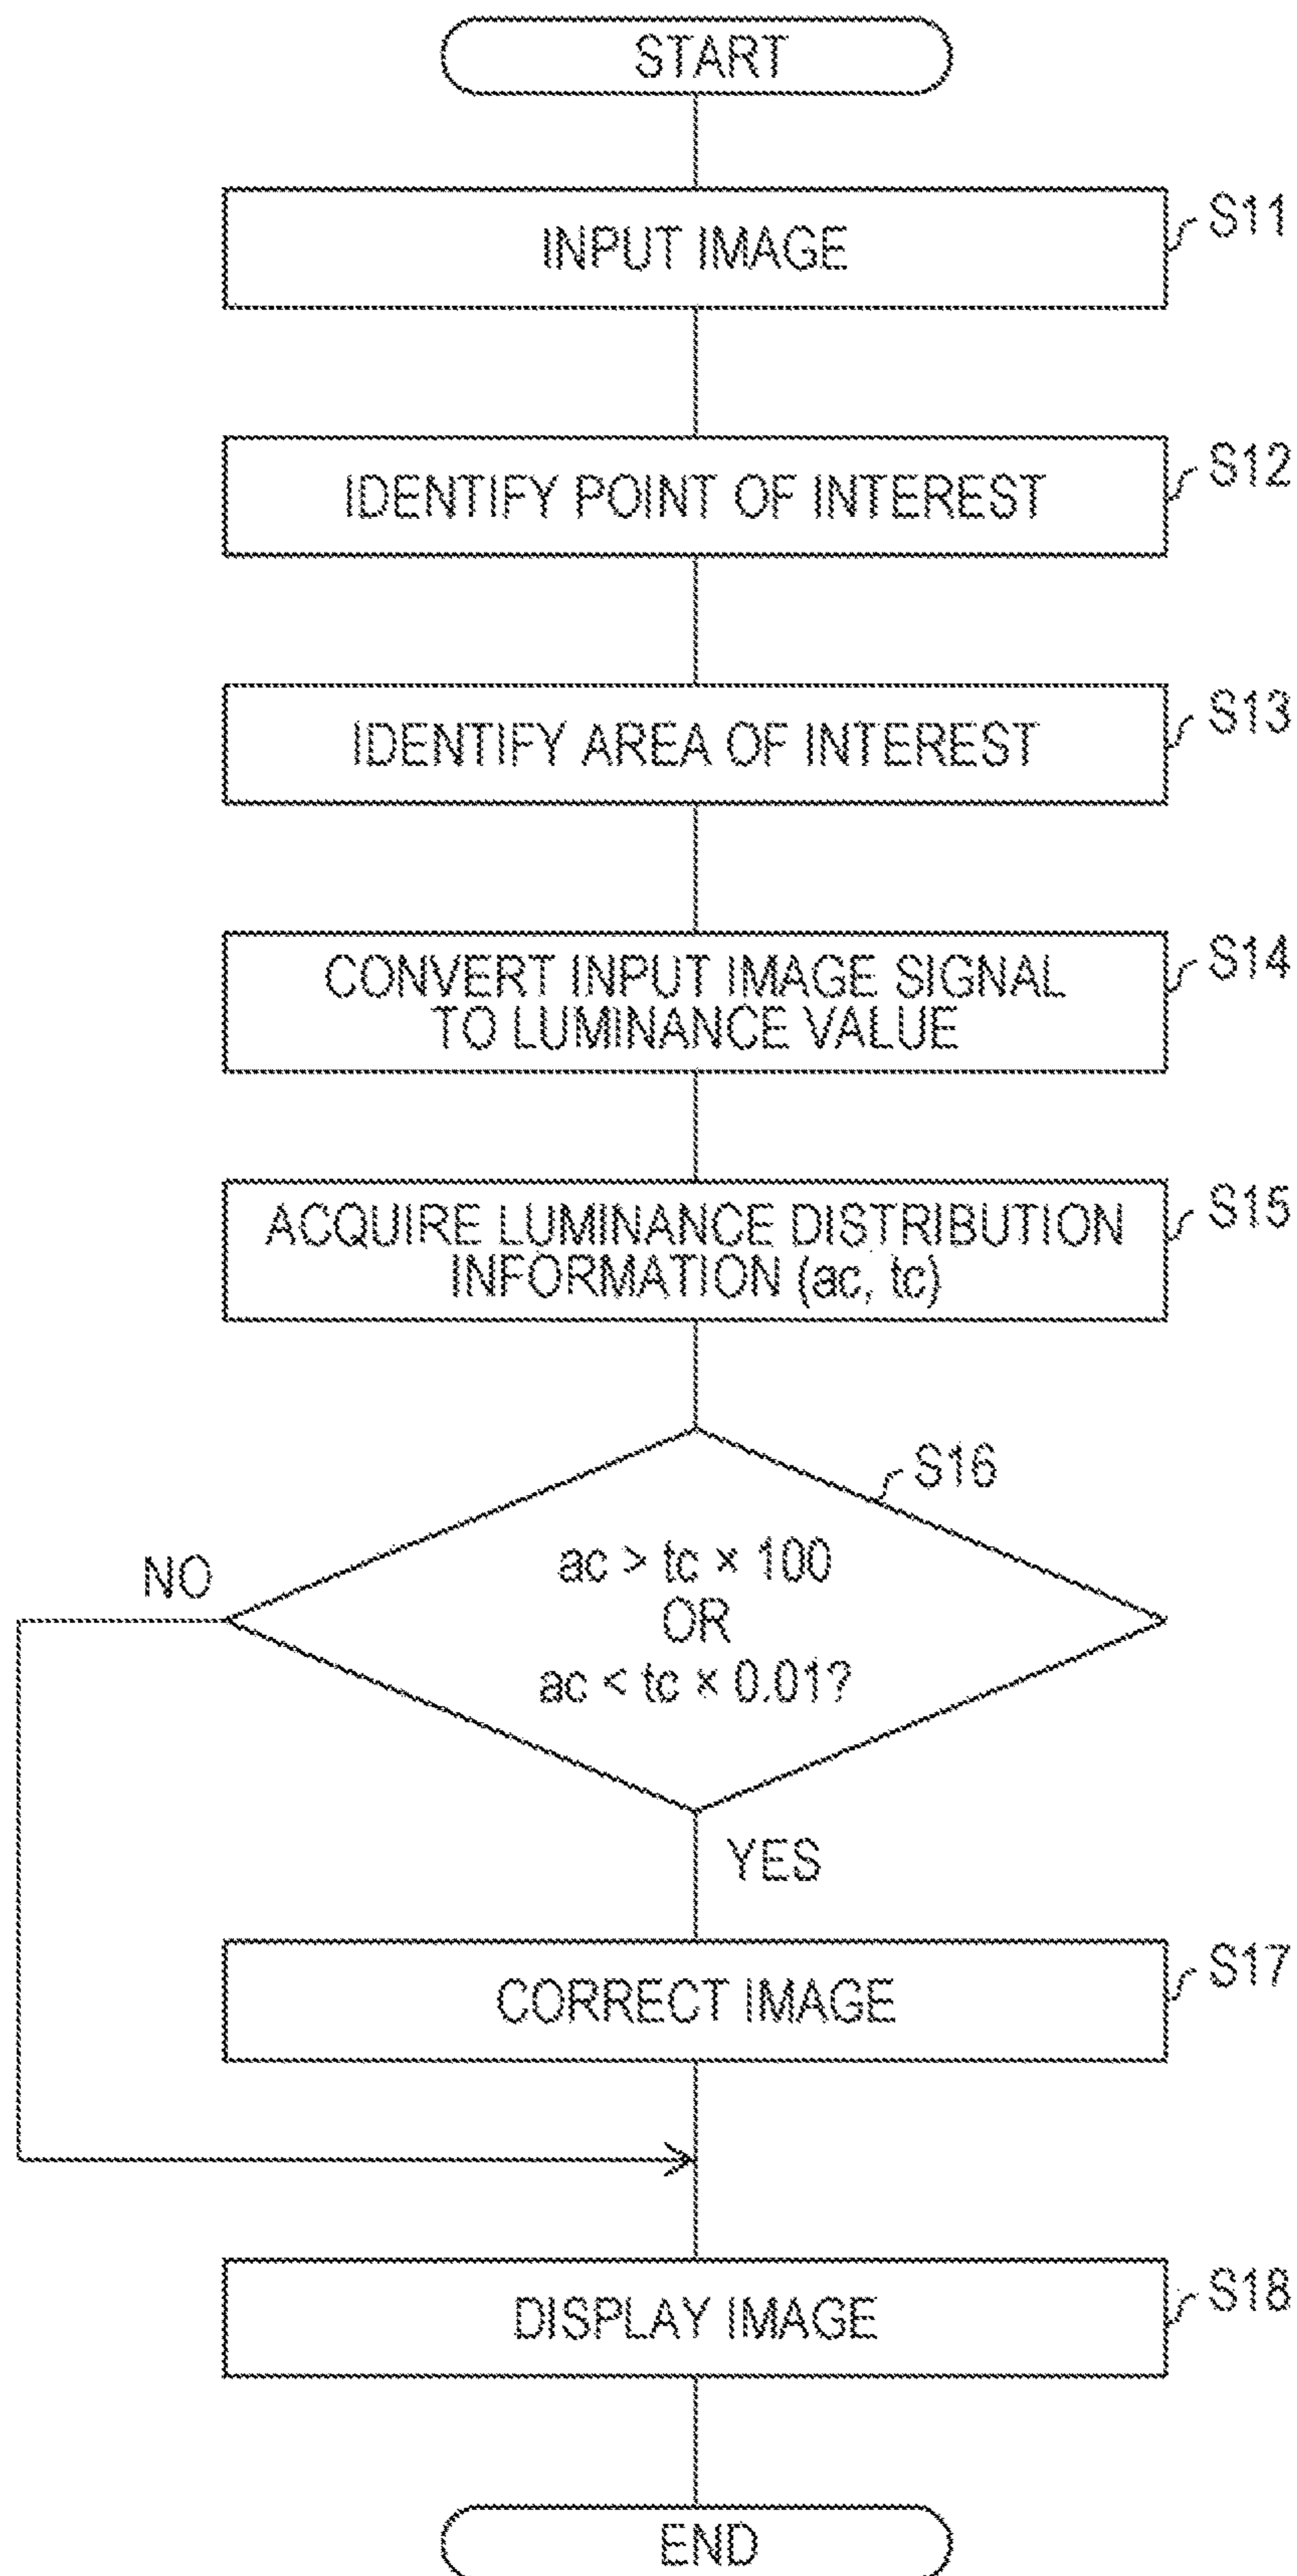 START
INPUT IMAGE
S11
IDENTIFY POINT OF INTEREST
S12
IDENTIFY AREA OF INTEREST
S13
CONVERT INPUT IMAGE SIGNAL
TO LUMINANCE VALUE
S14
ACQUIRE LUMINANCE DISTRIBUTION
INFORMATION (ac, tc)
S15
S16
ac > tc × 100
OR
ac < tc × 0.01?
NO
YES
CORRECT IMAGE
S17
DISPLAY IMAGE
S18
END